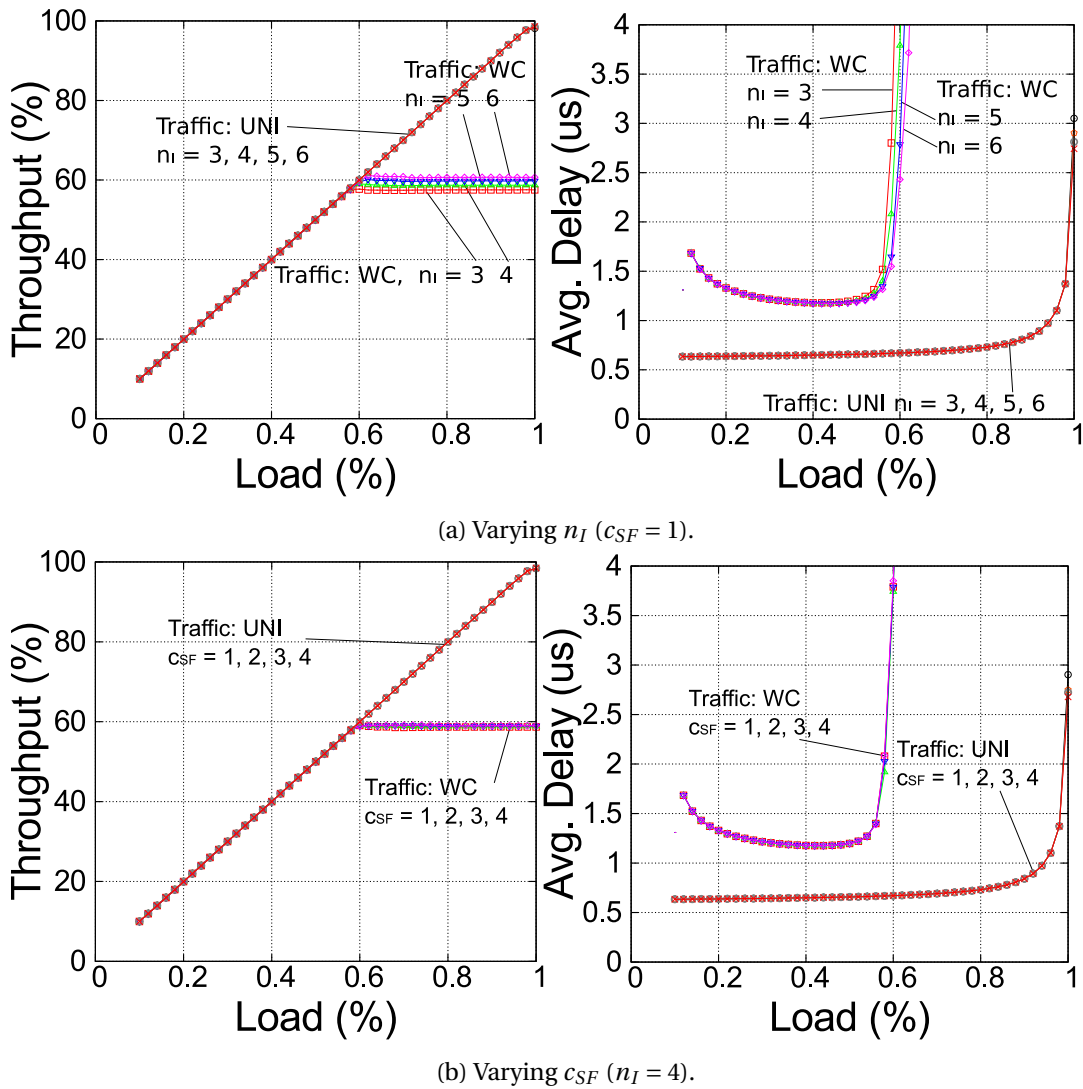 Throughput (%)
100
80
60
40
20
0
0 0.2 0.4 0.6 0.8 1
Load (%)
Traffic: UNI
nI = 3, 4, 5, 6
Traffic: WC
nI = 5 6
Traffic: WC, nI = 3 4
Avg. Delay (us)
4
3.5
3
2.5
2
1.5
1
0.5
0
0 0.2 0.4 0.6 0.8 1
Load (%)
Traffic: WC
nI = 3
nI = 4
Traffic: WC
nI = 5
nI = 6
Traffic: UNI nI = 3, 4, 5, 6
(a) Varying nI (cSF = 1).
Throughput (%)
100
80
60
40
20
0
0 0.2 0.4 0.6 0.8 1
Load (%)
Traffic: UNI
cSF = 1, 2, 3, 4
Traffic: WC
cSF = 1, 2, 3, 4
Avg. Delay (us)
4
3.5
3
2.5
2
1.5
1
0.5
0
0 0.2 0.4 0.6 0.8 1
Load (%)
Traffic: WC
cSF = 1, 2, 3, 4
Traffic: UNI
cSF = 1, 2, 3, 4
(b) Varying cSF (nI = 4).